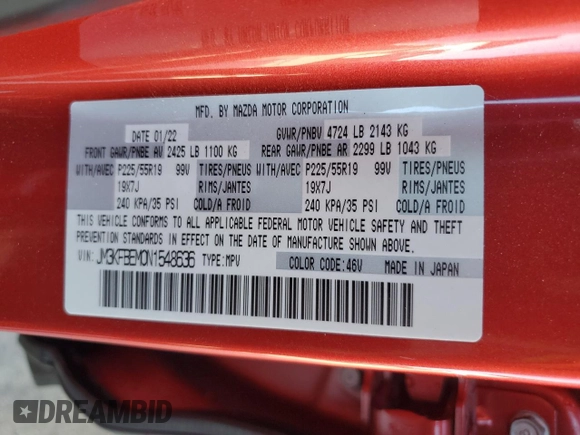 MFD. BY MAZDA MOTOR CORPORATION
DATE 01/22 GVWR/PNBV 4724 LB 2143 KG
FRONT GAWR/PNBE AV 2425 LB 1100 KG REAR GAWR/PNBE AR 2299 LB 1043 KG
WITH/AVEC P225/55R19 99V TIRES/PNEUS WITH/AVEC P225/55R19 99V TIRES/PNEUS
19X7J RIMS/JANTES 19X7J RIMS/JANTES
240 KPA/35 PSI COLD/A FROID 240 KPA/35 PSI COLD/A FROID
THIS VEHICLE CONFORMS TO ALL APPLICABLE FEDERAL MOTOR VEHICLE SAFETY AND THEFT
PREVENTION STANDARDS IN EFFECT ON THE DATE OF MANUFACTURE SHOWN ABOVE.
VIN: JM3KFBEM0N1548636 TYPE: MPV COLOR CODE: 46V MADE IN JAPAN
DREAMBID